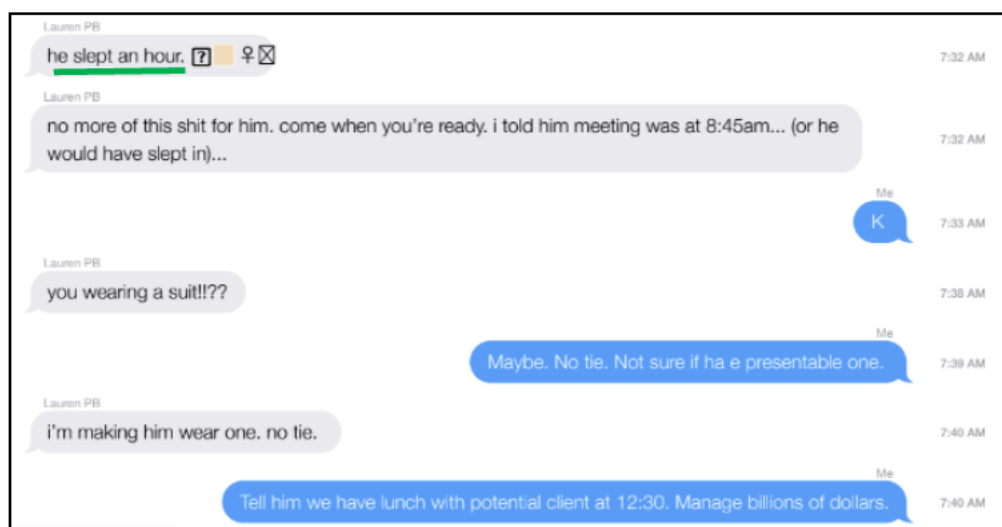 Lauren PB
he slept an hour. ♀
7:32 AM
Lauren PB
no more of this shit for him. come when you're ready. i told him meeting was at 8:45am... (or he
would have slept in)...
7:32 AM
Me
K
7:33 AM
Lauren PB
you wearing a suit!!??
7:38 AM
Me
Maybe. No tie. Not sure if ha e presentable one.
7:39 AM
Lauren PB
i'm making him wear one. no tie.
7:40 AM
Me
Tell him we have lunch with potential client at 12:30. Manage billions of dollars.
7:40 AM